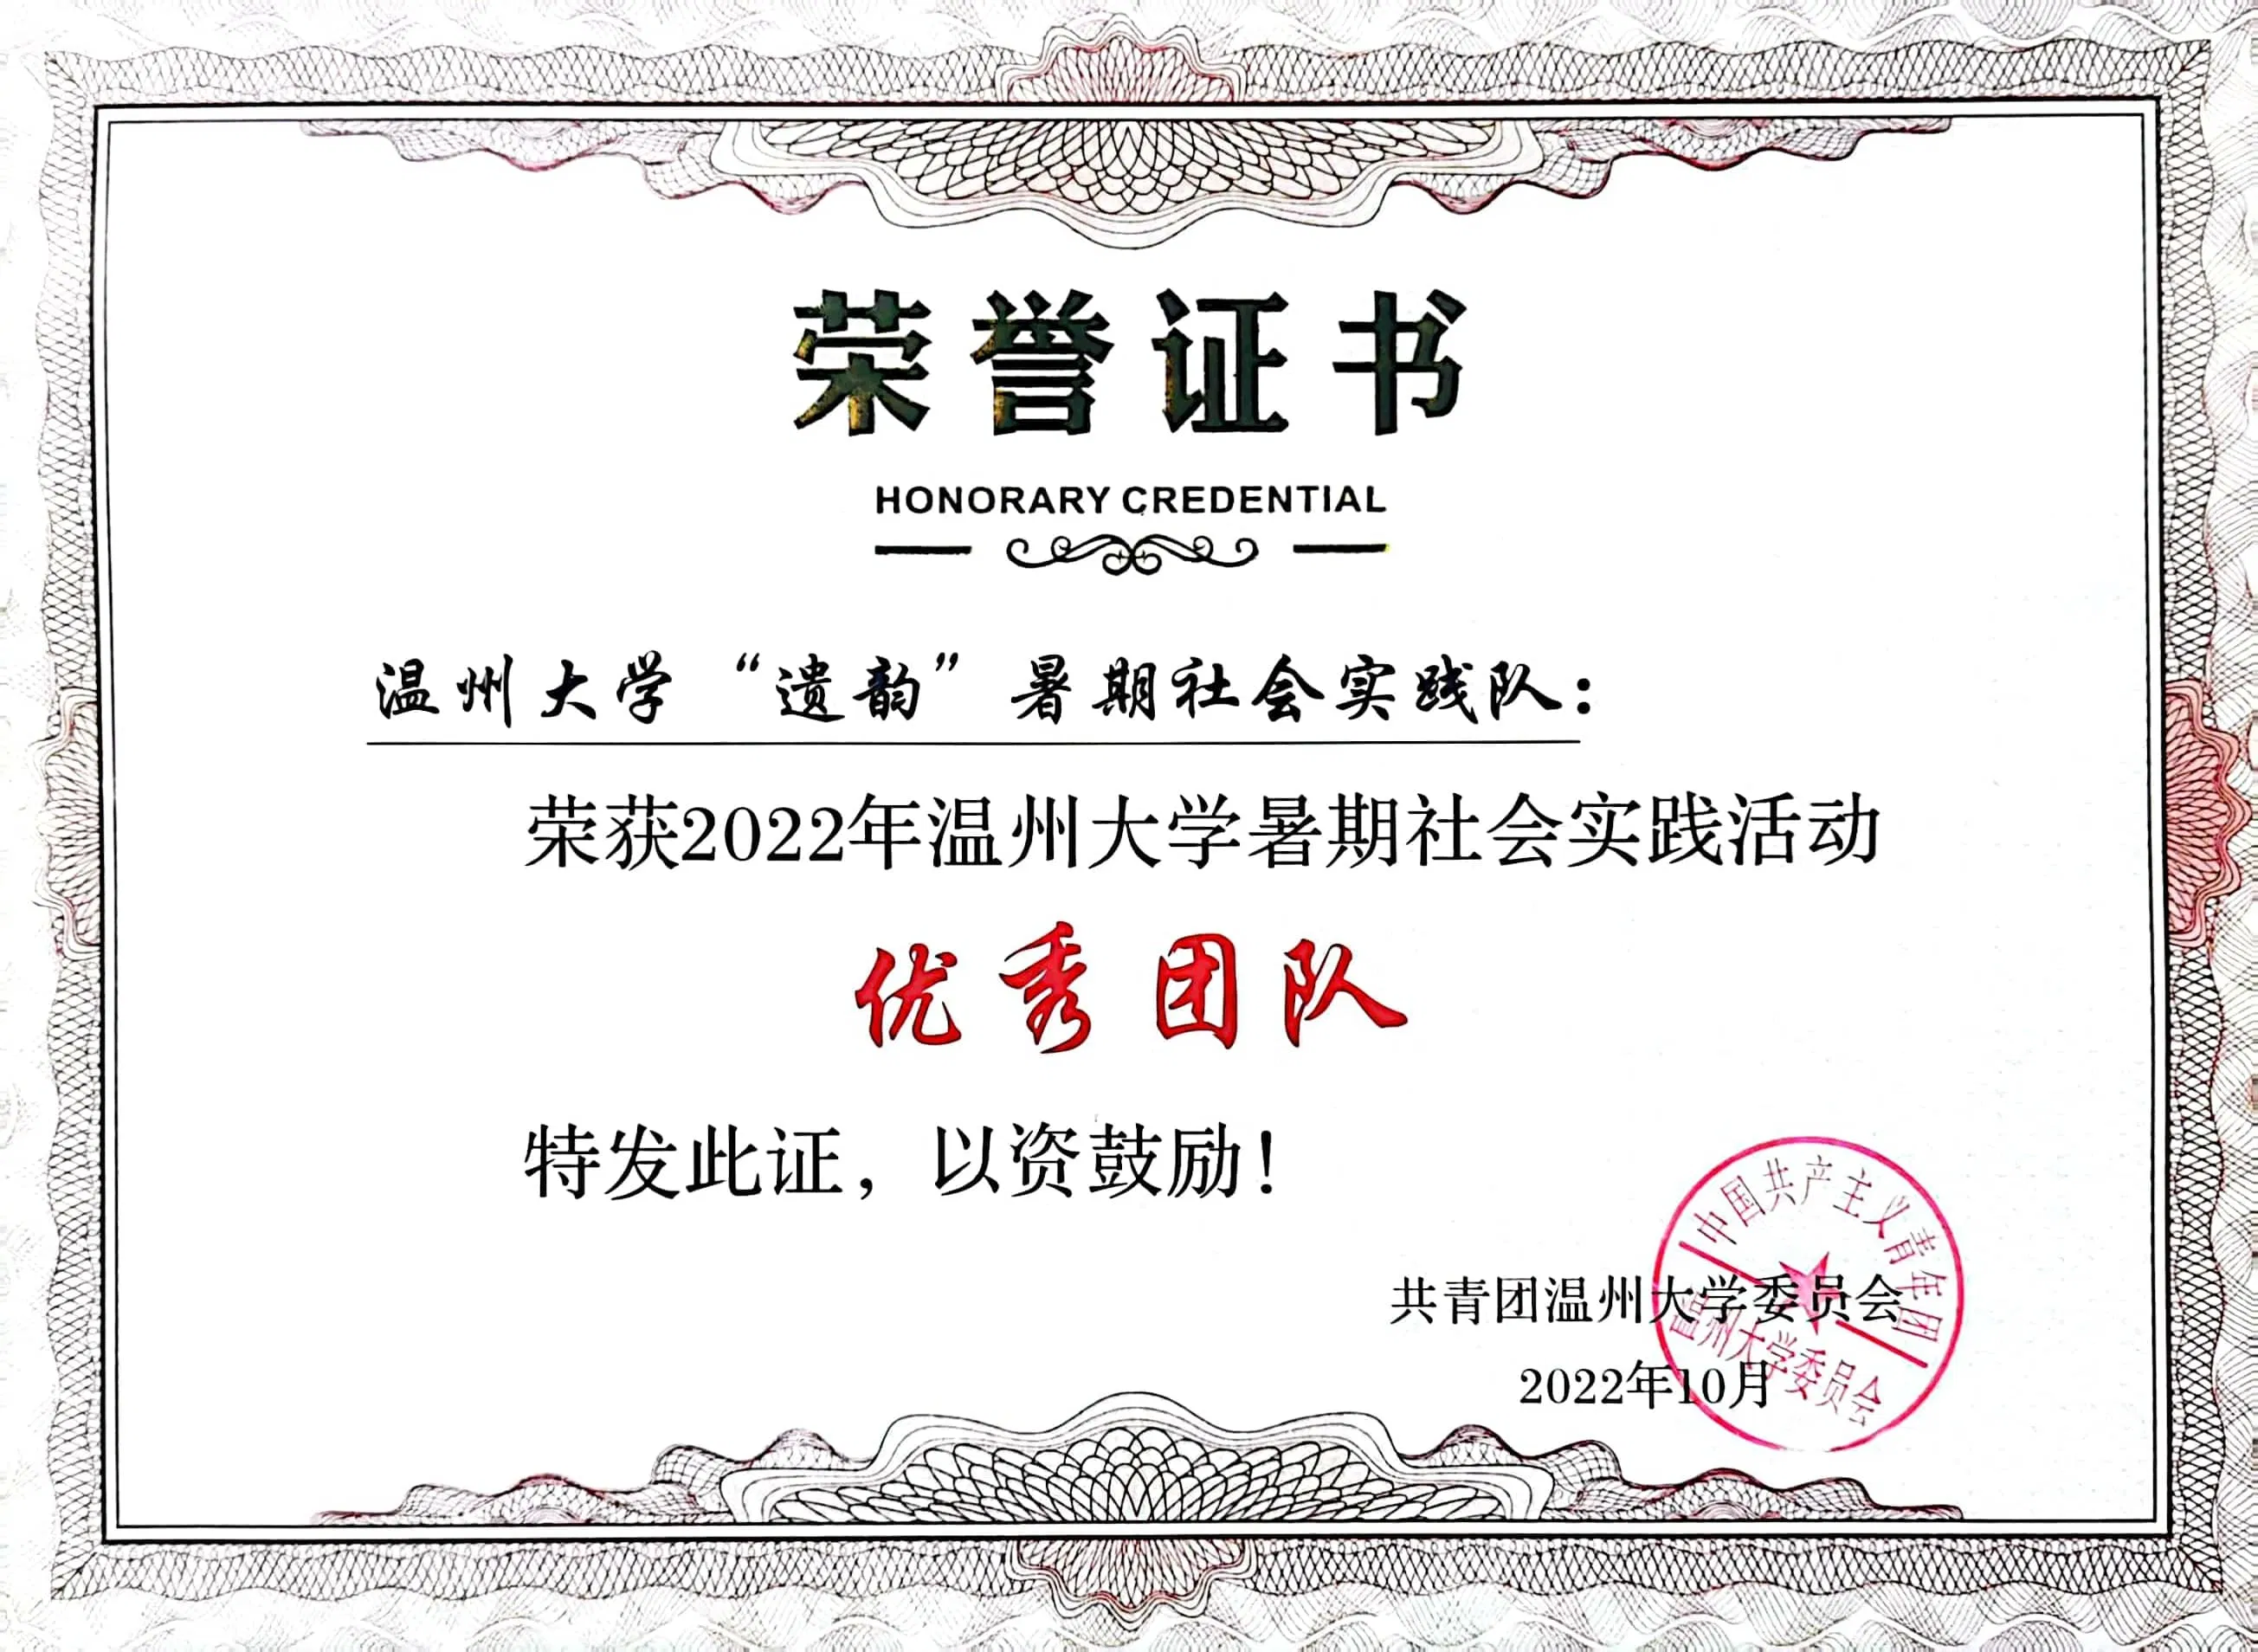 荣誉证书
HONORARY CREDENTIAL
温州大学“遗韵”暑期社会实践队：
荣获2022年温州大学暑期社会实践活动
优秀团队
特发此证，以资鼓励！
中国共产主义青年团
共青团温州大学委员会
温州大学委员会
2022年10月